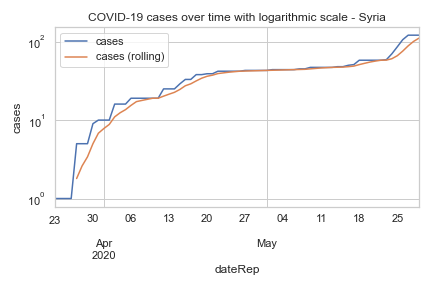 COVID-19 cases over time with logarithmic scale - Syria
cases
cases (rolling)
cases
10²
10¹
10⁰
23 30 06 13 20 27 04 11 18 25
Apr May
2020
dateRep